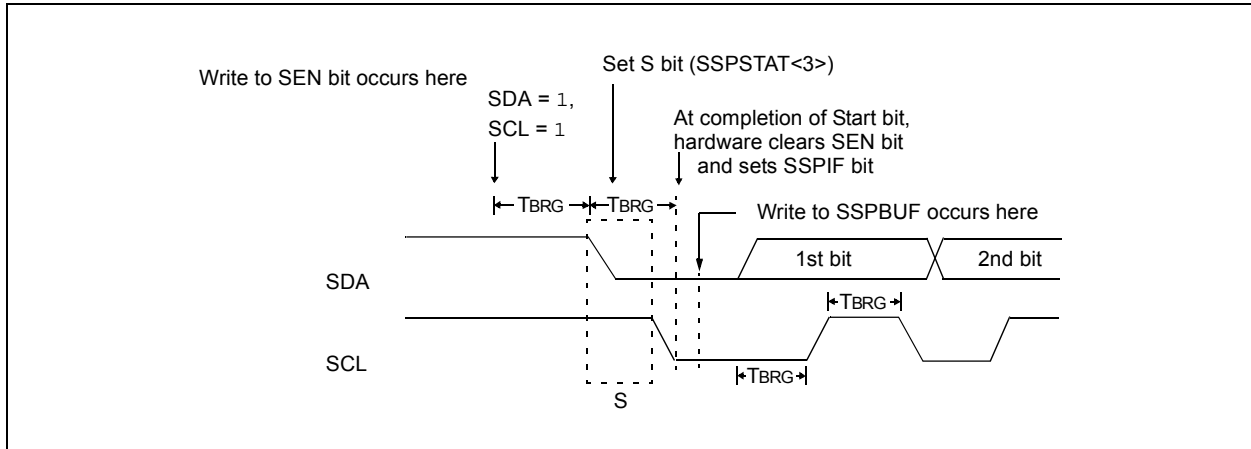 Write to SEN bit occurs here
Set S bit (SSPSTAT<3>)
SDA = 1,
SCL = 1
At completion of Start bit,
hardware clears SEN bit
and sets SSPIF bit
TBRG
TBRG
Write to SSPBUF occurs here
SDA
1st bit
2nd bit
TBRG
SCL
TBRG
S